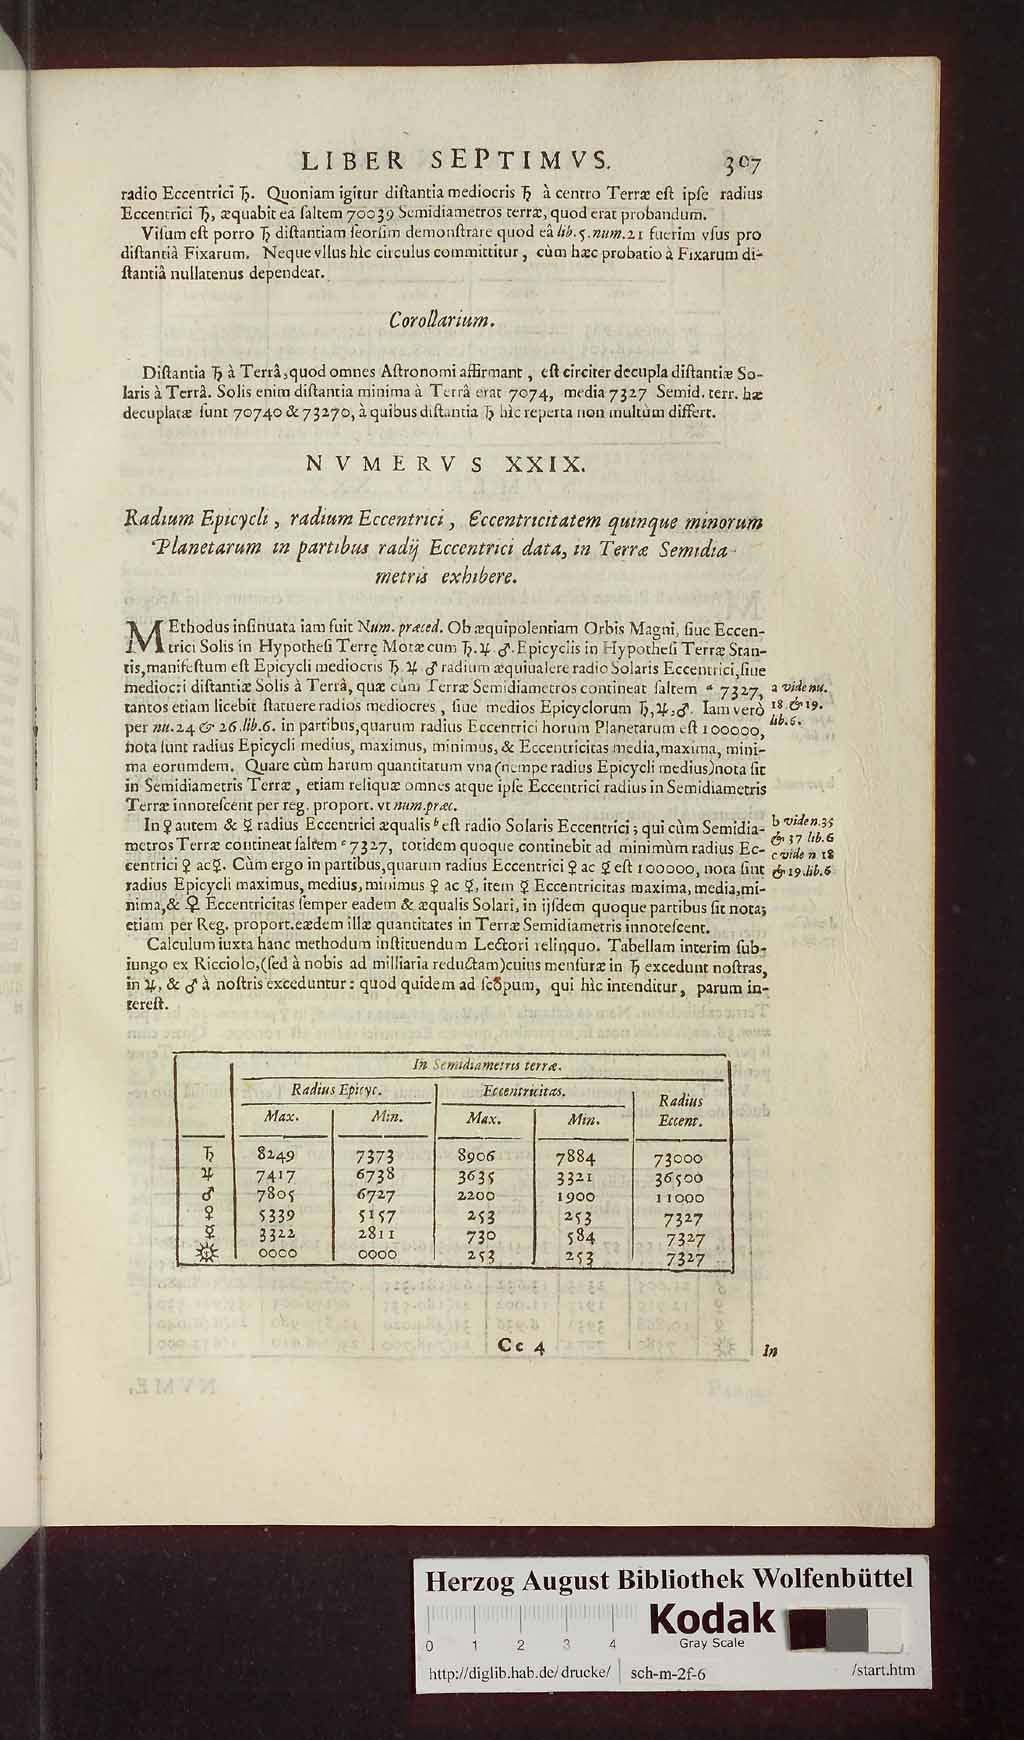 LIBER SEPTIMVS. 307
radio Eccentrici ♄. Quoniam igitur diſtantia mediocris ♄ à centro Terræ eſt ipſe radius
Eccentrici ♄, æquabit ea ſaltem 70039 Semidiametros terræ, quod erat probandum.
Viſum eſt porro ♄ diſtantiam ſeorſim demonſtrare quod eâ lib.5.num.21 fuerim vſus pro
diſtantiâ Fixarum. Neque vllus hîc circulus committitur, cùm hæc probatio à Fixarum di-
ſtantiâ nullatenus dependeat.
Corollarium.
Diſtantia ♄ à Terrâ, quod omnes Aſtronomi affirmant, eſt circiter decupla diſtantiæ So-
laris à Terrâ. Solis enim diſtantia minima à Terrâ erat 7074, media 7327 Semid. terr. hæ
decuplatæ ſunt 70740 & 73270, à quibus diſtantia ♄ hîc reperta non multùm differt.
NVMERVS XXIX.
Radium Epicycli, radium Eccentrici, Eccentricitatem quinque minorum
Planetarum in partibus radij Eccentrici data, in Terræ Semidia-
metris exhibere.
MEthodus inſinuata iam fuit Num. præced. Ob æquipolentiam Orbis Magni, ſiue Eccen-
trici Solis in Hypotheſi Terrę Motæ cum ♄.♃.♂.Epicyclis in Hypotheſi Terræ Stan-
tis,manifeſtum eſt Epicycli mediocris ♄.♃ ♂ radium æquiualere radio Solaris Eccentrici,ſiue
mediocri diſtantiæ Solis à Terrâ, quæ cùm Terræ Semidiametros contineat ſaltem a 7327,
a vide nu.
tantos etiam licebit ſtatuere radios mediocres, ſiue medios Epicyclorum ♄,♃,♂. Iam verò
18.&19.
per nu.24 & 26.lib.6. in partibus,quarum radius Eccentrici horum Planetarum eſt 100000,
lib.6.
nota ſunt radius Epicycli medius, maximus, minimus, & Eccentricitas media,maxima, mini-
ma eorumdem. Quare cùm harum quantitatum vna (nempe radius Epicycli medius)nota ſit
in Semidiametris Terræ, etiam reliquæ omnes atque ipſe Eccentrici radius in Semidiametris
Terræ innoteſcent per reg. proport. vt num.præc.
In ♀ autem & ☿ radius Eccentrici æqualis b eſt radio Solaris Eccentrici; qui cùm Semidia-
b vide n.35
metros Terræ contineat ſaltem c 7327, totidem quoque continebit ad minimùm radius Ec-
& 37 lib.6
centrici ♀ ac ☿. Cùm ergo in partibus,quarum radius Eccentrici ♀ ac ☿ eſt 100000, nota ſint
c vide n 18
& 19.lib.6
radius Epicycli maximus, medius, minimus ♀ ac ☿, item ☿ Eccentricitas maxima, media,mi-
nima,& ♀ Eccentricitas ſemper eadem & æqualis Solari, in ijſdem quoque partibus ſit nota;
etiam per Reg. proport.eædem illæ quantitates in Terræ Semidiametris innoteſcent.
Calculum iuxta hanc methodum inſtituendum Lectori relinquo. Tabellam interim ſub-
iungo ex Ricciolo,(ſed à nobis ad milliaria reductam)cuius menſuræ in ♄ excedunt noſtras,
in ♃, & ♂ à noſtris exceduntur: quod quidem ad ſcopum, qui hîc intenditur, parum in-
tereſt.
In Semidiametris terræ.
Radius Epicyc. Eccentricitas. Radius Eccent.
Max. Min. Max. Min.
♄ 8249 7373 8906 7884 73000
♃ 7417 6738 3635 3321 36500
♂ 7805 6727 2200 1900 11000
♀ 5339 5157 253 253 7327
☿ 3322 2811 730 584 7327
☼ 0000 0000 253 253 7327
Cc 4
In
Herzog August Bibliothek Wolfenbüttel
Kodak
Gray Scale
0 1 2 3 4
http://diglib.hab.de/drucke/ sch-m-2f-6 /start.htm